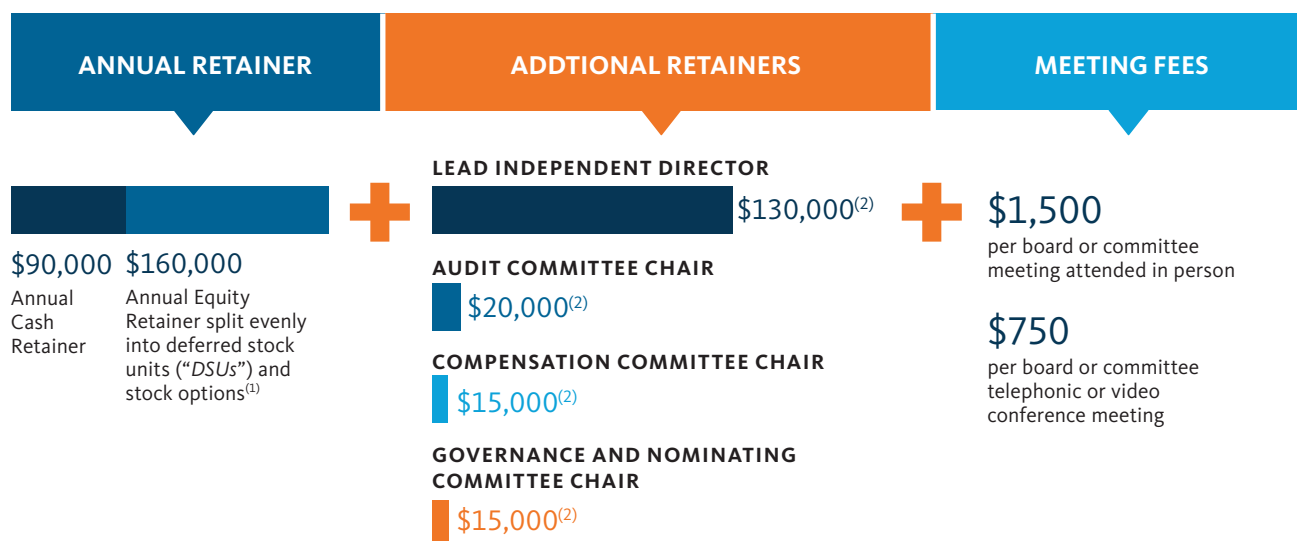 ANNUAL RETAINER
ADDTIONAL RETAINERS
MEETING FEES
$90,000
Annual
Cash
Retainer
$160,000
Annual Equity
Retainer split evenly
into deferred stock
units (“DSUs”) and
stock options(1)
LEAD INDEPENDENT DIRECTOR
$130,000(2)
AUDIT COMMITTEE CHAIR
$20,000(2)
COMPENSATION COMMITTEE CHAIR
$15,000(2)
GOVERNANCE AND NOMINATING
COMMITTEE CHAIR
$15,000(2)
$1,500
per board or committee
meeting attended in person
$750
per board or committee
telephonic or video
conference meeting